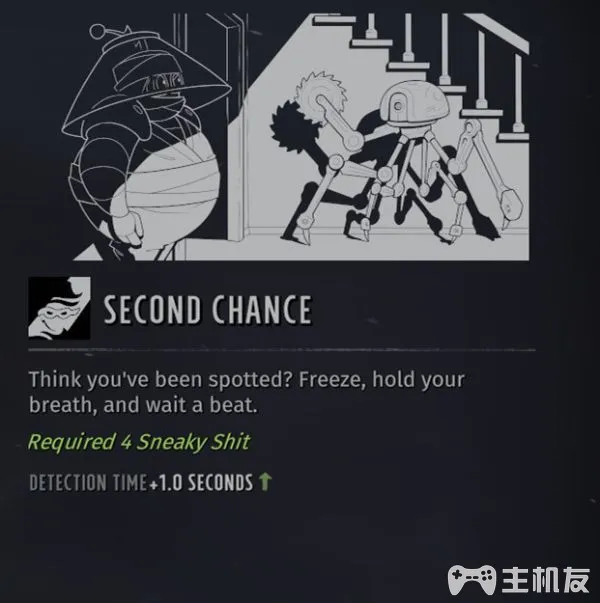 SECOND CHANCE
Think you've been spotted? Freeze, hold your
breath, and wait a beat.
Required 4 Sneaky Shit
DETECTION TIME+1.0 SECONDS
主机友